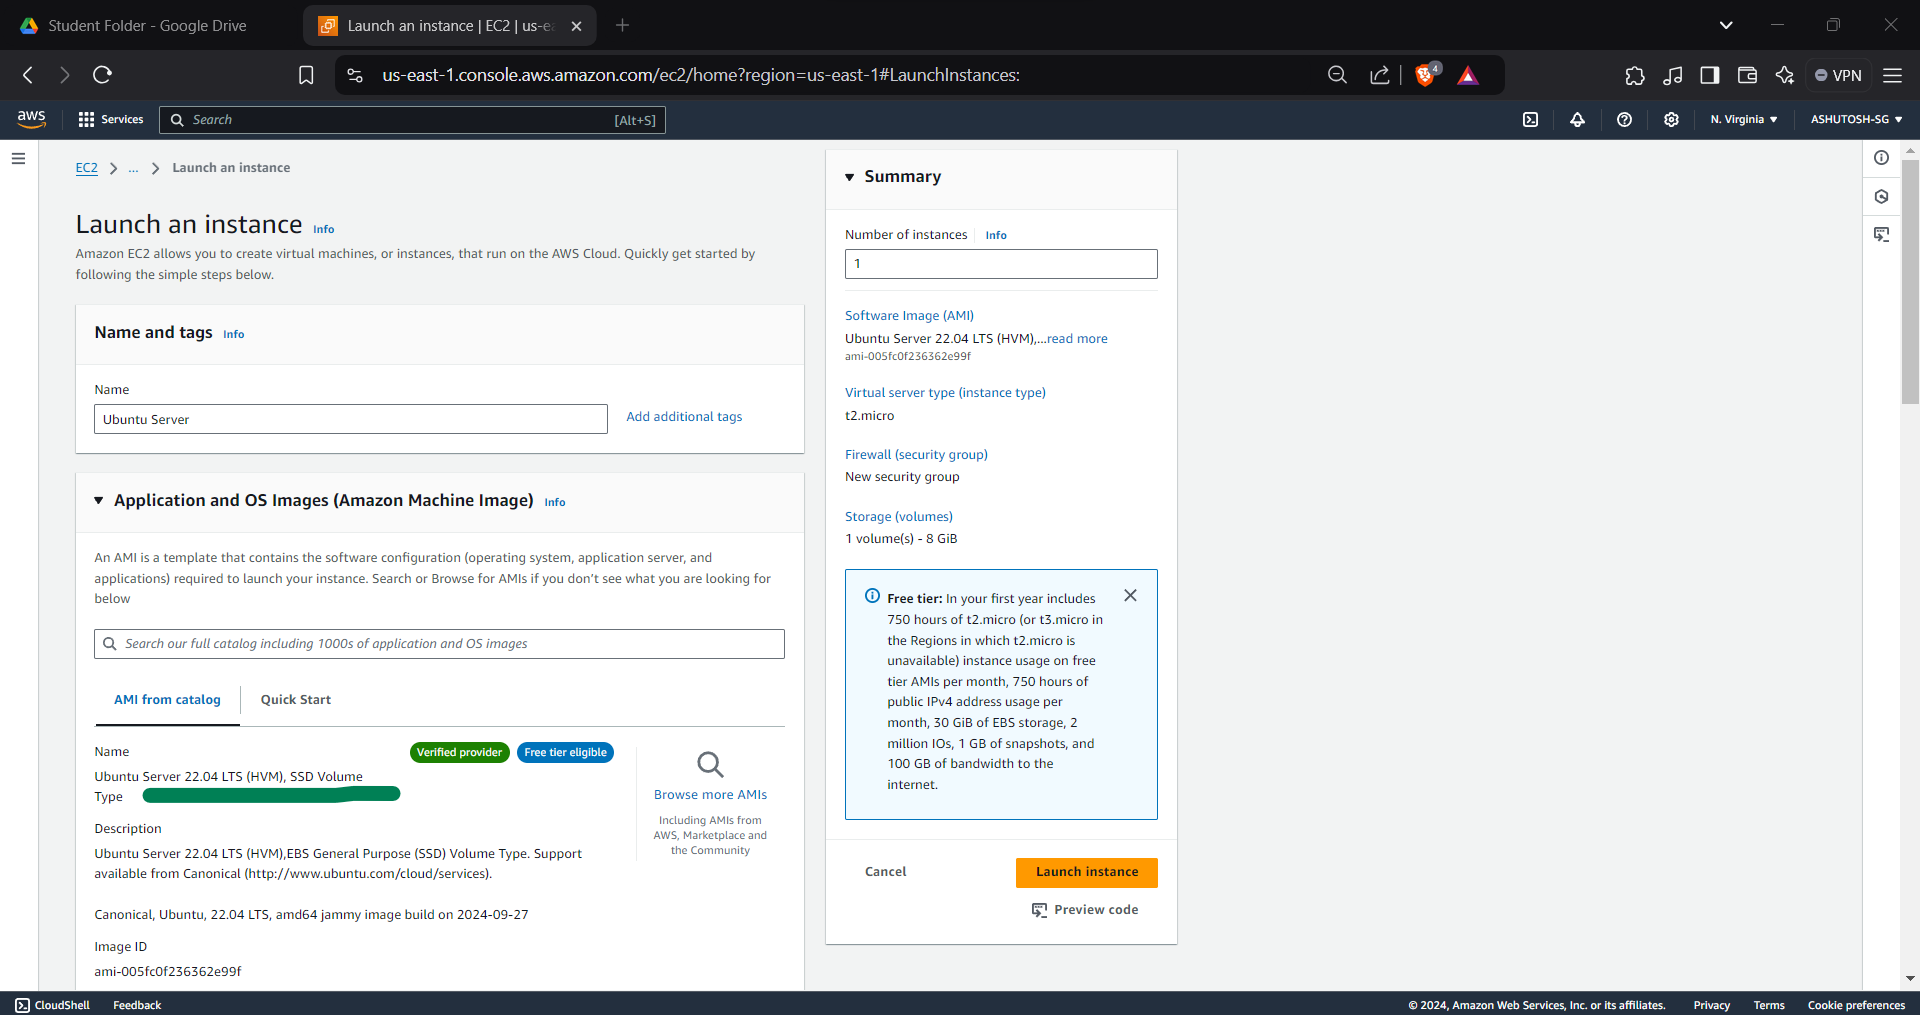 Student Folder - Google Drive
Launch an instance | EC2 | us-ea
us-east-1.console.aws.amazon.com/ec2/home?region=us-east-1#LaunchInstances:
4
VPN
aws
Services
Search
[Alt+S]
N. Virginia
ASHUTOSH-SG
EC2
...
Launch an instance
Launch an instance Info
Amazon EC2 allows you to create virtual machines, or instances, that run on the AWS Cloud. Quickly get started by
following the simple steps below.
Name and tags Info
Name
Ubuntu Server
Add additional tags
Application and OS Images (Amazon Machine Image) Info
An AMI is a template that contains the software configuration (operating system, application server, and
applications) required to launch your instance. Search or Browse for AMIs if you don’t see what you are looking for
below
Search our full catalog including 1000s of application and OS images
AMI from catalog
Quick Start
Name
Verified provider
Free tier eligible
Ubuntu Server 22.04 LTS (HVM), SSD Volume
Type
Description
Ubuntu Server 22.04 LTS (HVM),EBS General Purpose (SSD) Volume Type. Support
available from Canonical (http://www.ubuntu.com/cloud/services).
Canonical, Ubuntu, 22.04 LTS, amd64 jammy image build on 2024-09-27
Image ID
ami-005fc0f236362e99f
Browse more AMIs
Including AMIs from
AWS, Marketplace and
the Community
Summary
Number of instances Info
1
Software Image (AMI)
Ubuntu Server 22.04 LTS (HVM),...read more
ami-005fc0f236362e99f
Virtual server type (instance type)
t2.micro
Firewall (security group)
New security group
Storage (volumes)
1 volume(s) - 8 GiB
Free tier: In your first year includes
750 hours of t2.micro (or t3.micro in
the Regions in which t2.micro is
unavailable) instance usage on free
tier AMIs per month, 750 hours of
public IPv4 address usage per
month, 30 GiB of EBS storage, 2
million IOs, 1 GB of snapshots, and
100 GB of bandwidth to the
internet.
Cancel
Launch instance
Preview code
CloudShell
Feedback
© 2024, Amazon Web Services, Inc. or its affiliates.
Privacy
Terms
Cookie preferences